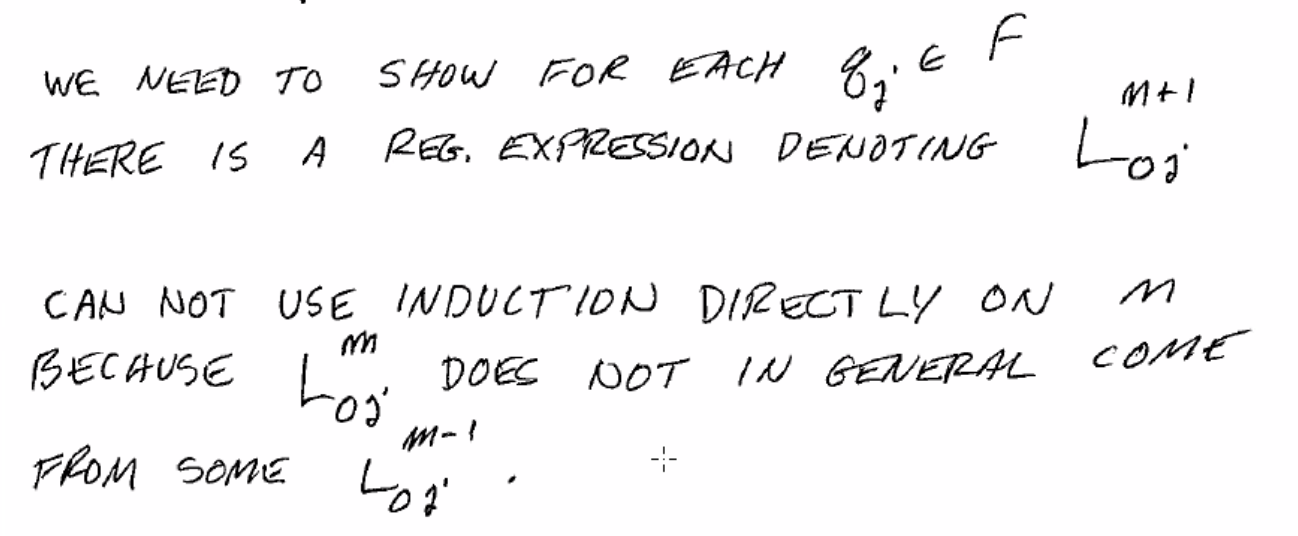 WE NEED TO SHOW FOR EACH q_j ∈ F
THERE IS A REG. EXPRESSION DENOTING L_{0j}^{m+1}
CAN NOT USE INDUCTION DIRECTLY ON m
BECAUSE L_{0j}^{m} DOES NOT IN GENERAL COME
FROM SOME L_{0j}^{m-1} .